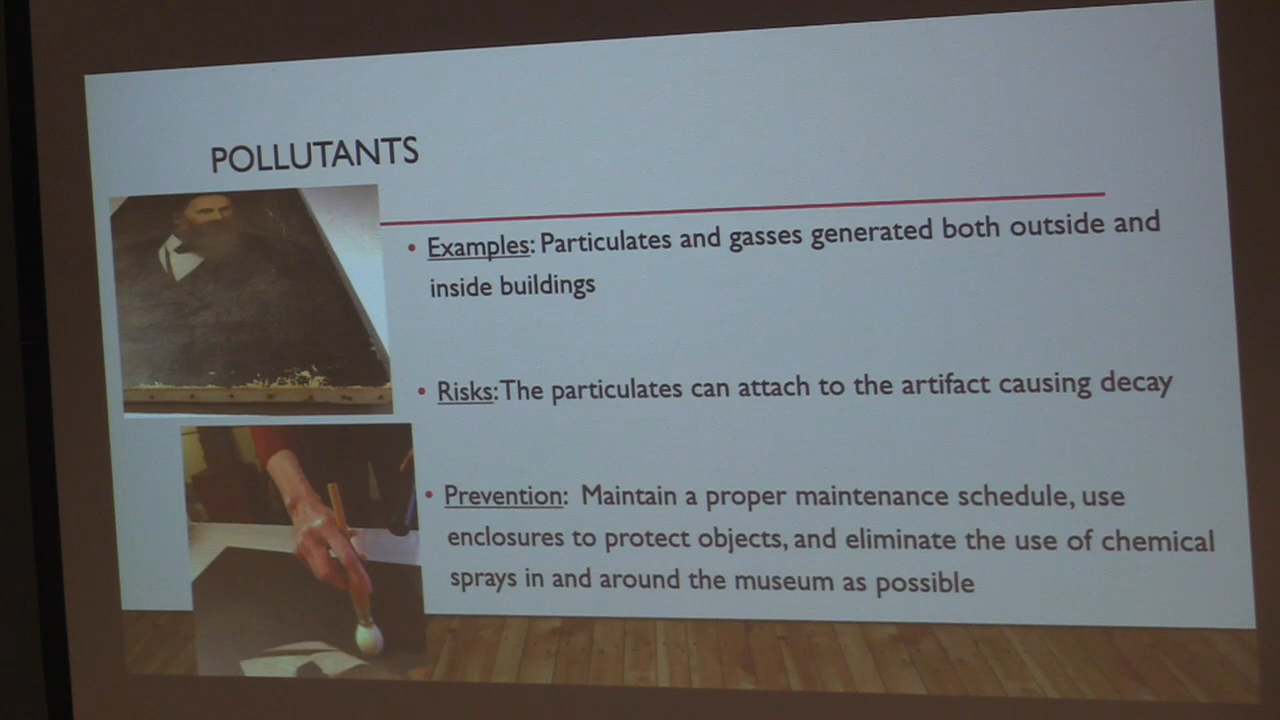 POLLUTANTS
• Examples: Particulates and gasses generated both outside and
inside buildings
• Risks: The particulates can attach to the artifact causing decay
• Prevention: Maintain a proper maintenance schedule, use
enclosures to protect objects, and eliminate the use of chemical
sprays in and around the museum as possible